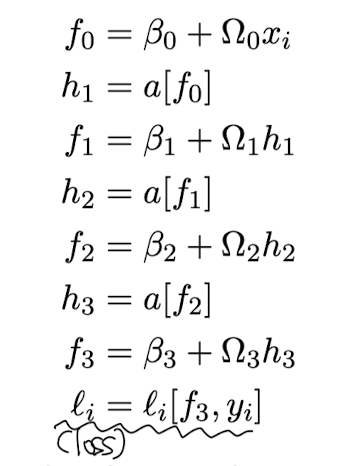 f₀ = β₀ + Ω₀xᵢ
h₁ = a[f₀]
f₁ = β₁ + Ω₁h₁
h₂ = a[f₁]
f₂ = β₂ + Ω₂h₂
h₃ = a[f₂]
f₃ = β₃ + Ω₃h₃
ℓᵢ = ℓᵢ[f₃, yᵢ]
(loss)